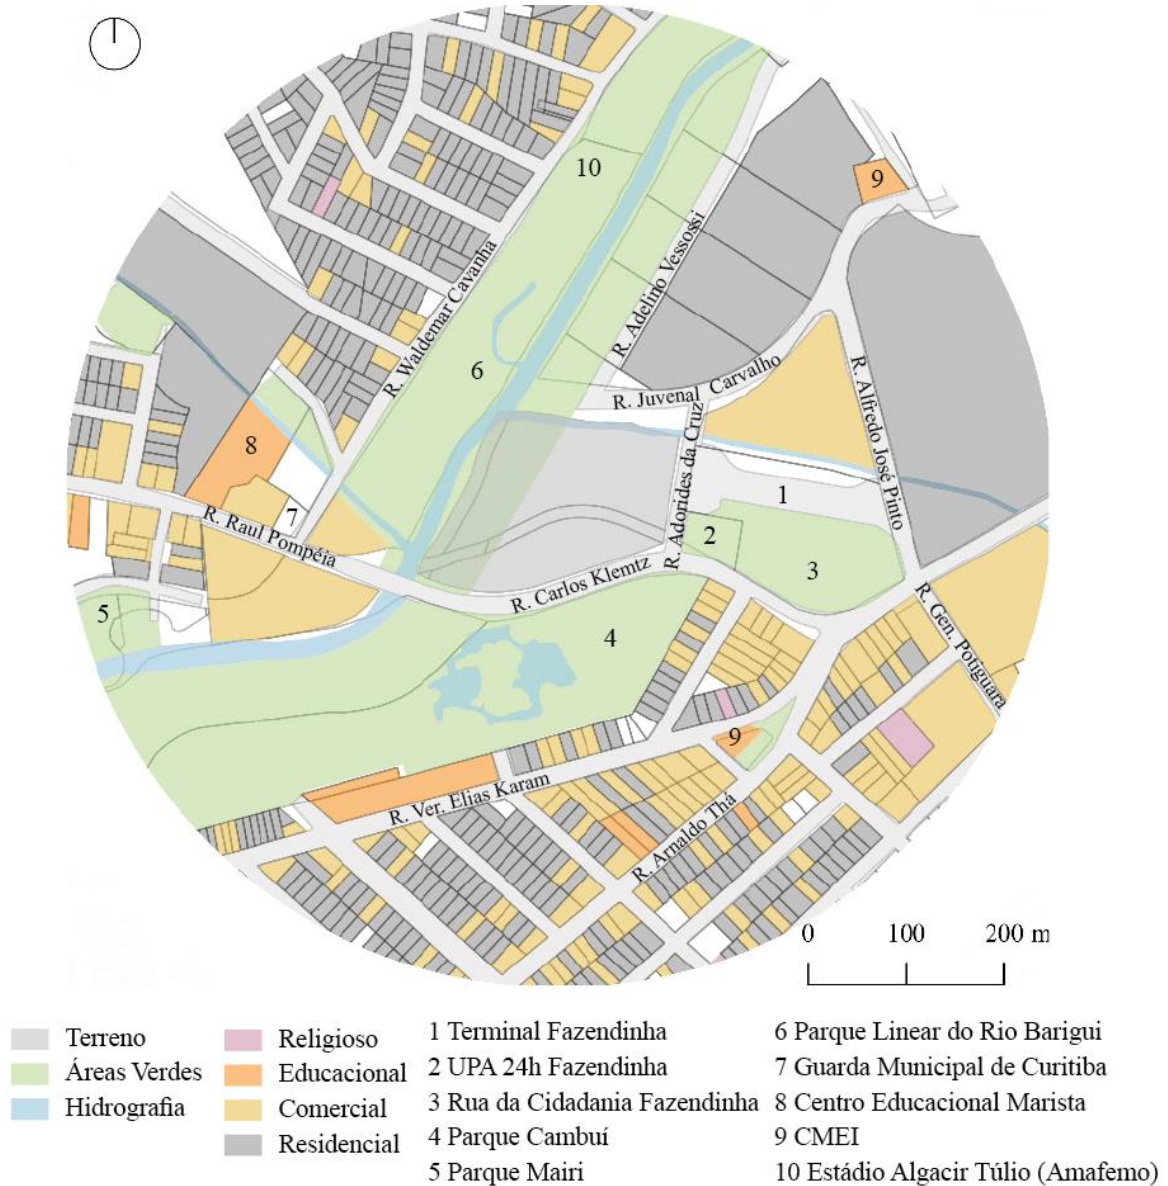 10
9
R. Waldemar Cavanha
R. Adelino Vessossi
6
R. Juvenal Carvalho
R. Alfredo José Pinto
R. Adorides da Cruz
8
7
R. Raul Pompéia
1
2
3
R. Carlos Klemtz
5
4
R. Gen. Potiguara
9
R. Ver. Elias Karam
R. Arnaldo Thá
0 100 200 m
Terreno
Áreas Verdes
Hidrografia
Religioso
Educacional
Comercial
Residencial
1 Terminal Fazendinha
2 UPA 24h Fazendinha
3 Rua da Cidadania Fazendinha
4 Parque Cambuí
5 Parque Mairi
6 Parque Linear do Rio Barigui
7 Guarda Municipal de Curitiba
8 Centro Educacional Marista
9 CMEI
10 Estádio Algacir Túlio (Amafemo)